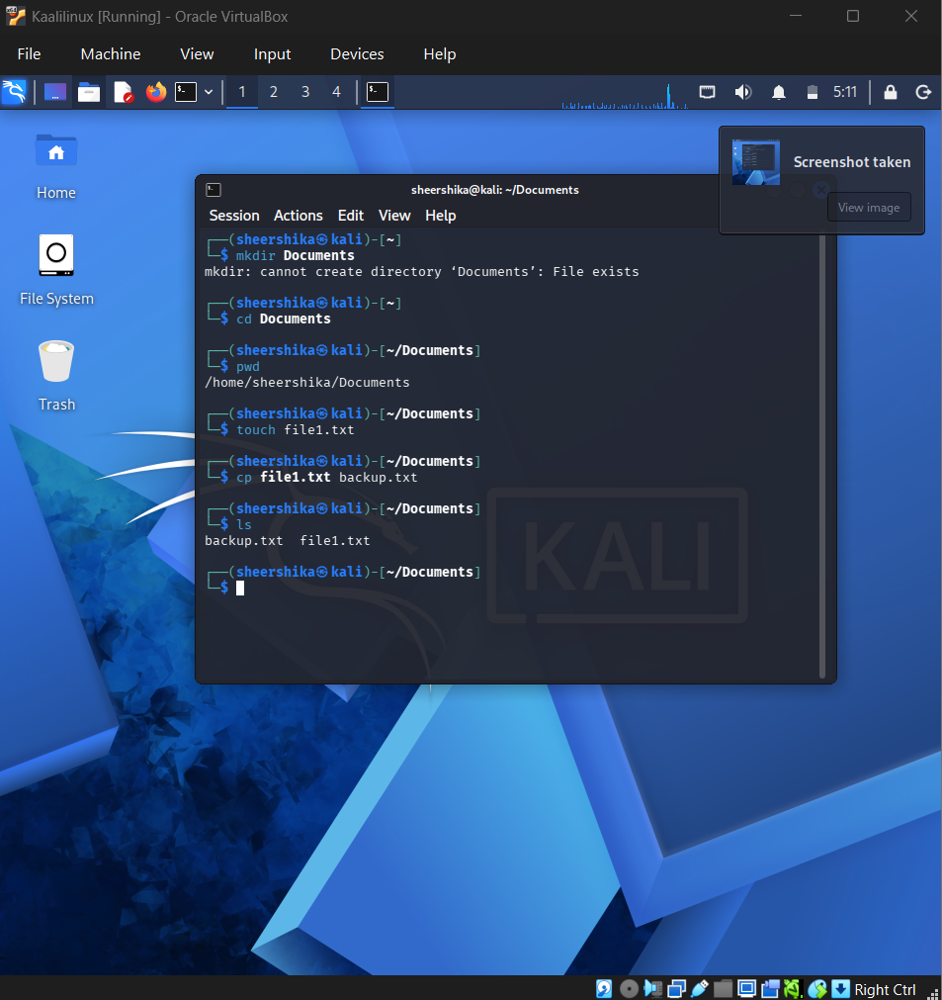 Kaalilinux [Running] - Oracle VirtualBox
File Machine View Input Devices Help
1 2 3 4 5:11
Screenshot taken
View image
Home
File System
Trash
sheershika@kali: ~/Documents
Session Actions Edit View Help
┌──(sheershika㉿kali)-[~]
└─$ mkdir Documents
mkdir: cannot create directory ‘Documents’: File exists
┌──(sheershika㉿kali)-[~]
└─$ cd Documents
┌──(sheershika㉿kali)-[~/Documents]
└─$ pwd
/home/sheershika/Documents
┌──(sheershika㉿kali)-[~/Documents]
└─$ touch file1.txt
┌──(sheershika㉿kali)-[~/Documents]
└─$ cp file1.txt backup.txt
┌──(sheershika㉿kali)-[~/Documents]
└─$ ls
backup.txt  file1.txt
┌──(sheershika㉿kali)-[~/Documents]
└─$
KALI
Right Ctrl